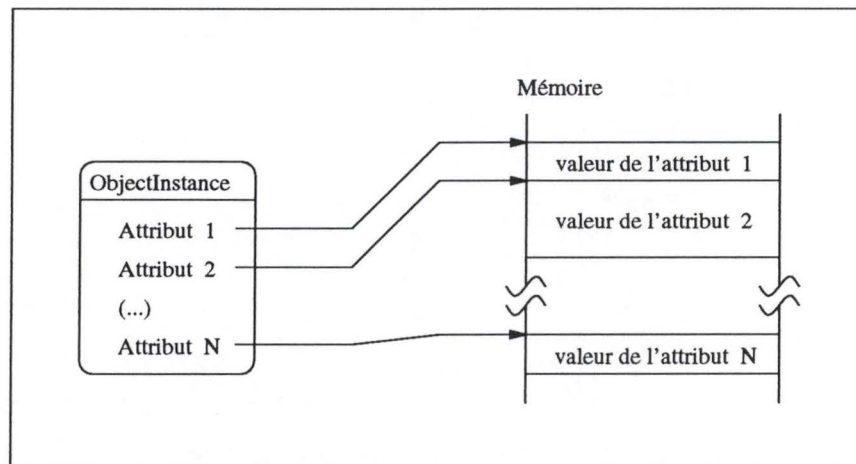 Mémoire
valeur de l'attribut 1
ObjectInstance
valeur de l'attribut 2
Attribut 1
Attribut 2
(...)
Attribut N
valeur de l'attribut N